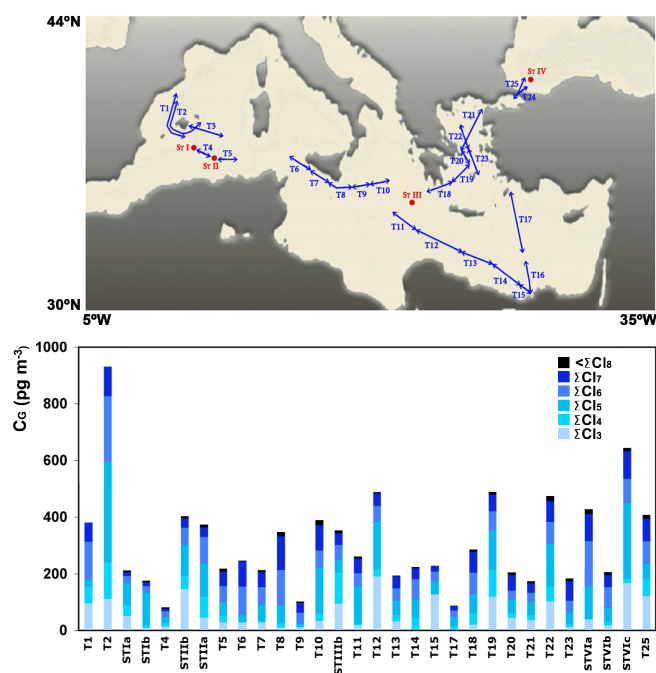 44°N
30°N
5°W
35°W
T1
T2
T3
T4
T5
ST I
ST II
T6
T7
T8
T9
T10
ST III
T11
T12
T13
T14
T15
T16
T17
T18
T19
T20
T21
T22
T23
T24
T25
ST IV
CG (pg m-3)
1000
800
600
400
200
0
<ΣCl8
ΣCl7
ΣCl6
ΣCl5
ΣCl4
ΣCl3
T1 T2 STIa STIb T4 STIIb STIIa T5 T6 T7 T8 T9 T10 STIIIb T11 T12 T13 T14 T15 T17 T18 T19 T20 T21 T22 T23 STVIa STVIb STVIc T25